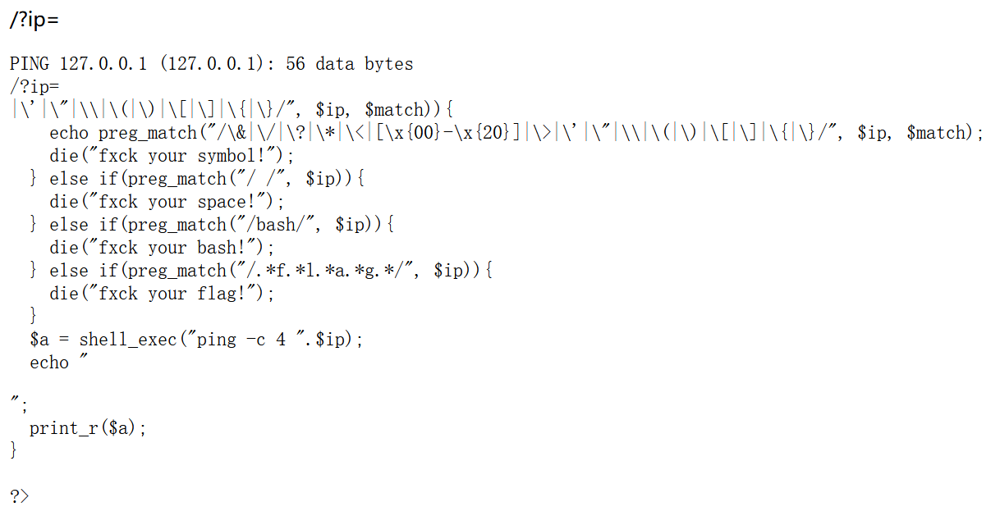 /?ip=
PING 127.0.0.1 (127.0.0.1): 56 data bytes
/?ip=
|\'|\"|\\|\(|\)|\[|\]|\{|\}/", $ip, $match)){
    echo preg_match("/\&|\/|\?|\*|\<|[\x{00}-\x{20}]|\>|\'|\"|\\|\(|\)|\[|\]|\{|\}/", $ip, $match);
    die("fxck your symbol!");
  } else if(preg_match("/ /", $ip)){
    die("fxck your space!");
  } else if(preg_match("/bash/", $ip)){
    die("fxck your bash!");
  } else if(preg_match("/.*f.*l.*a.*g.*/", $ip)){
    die("fxck your flag!");
  }
  $a = shell_exec("ping -c 4 ".$ip);
  echo "
";
  print_r($a);
}
?>